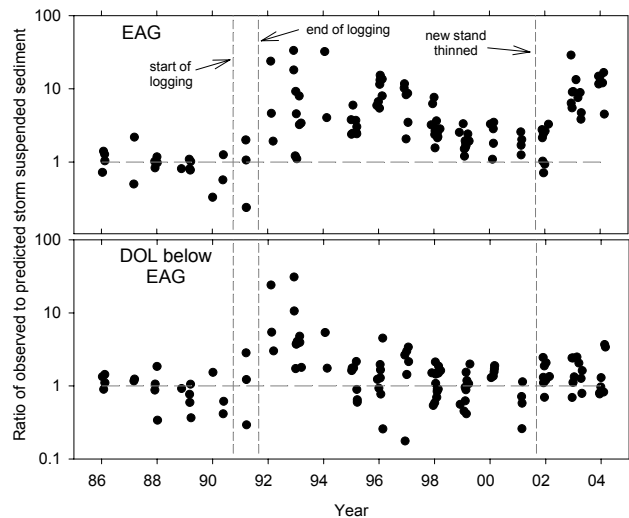 100
EAG
end of logging
new stand
thinned
start of
logging
10
1
100
DOL below
EAG
10
1
0.1
86 88 90 92 94 96 98 00 02 04
Year
Ratio of observed to predicted storm suspended sediment